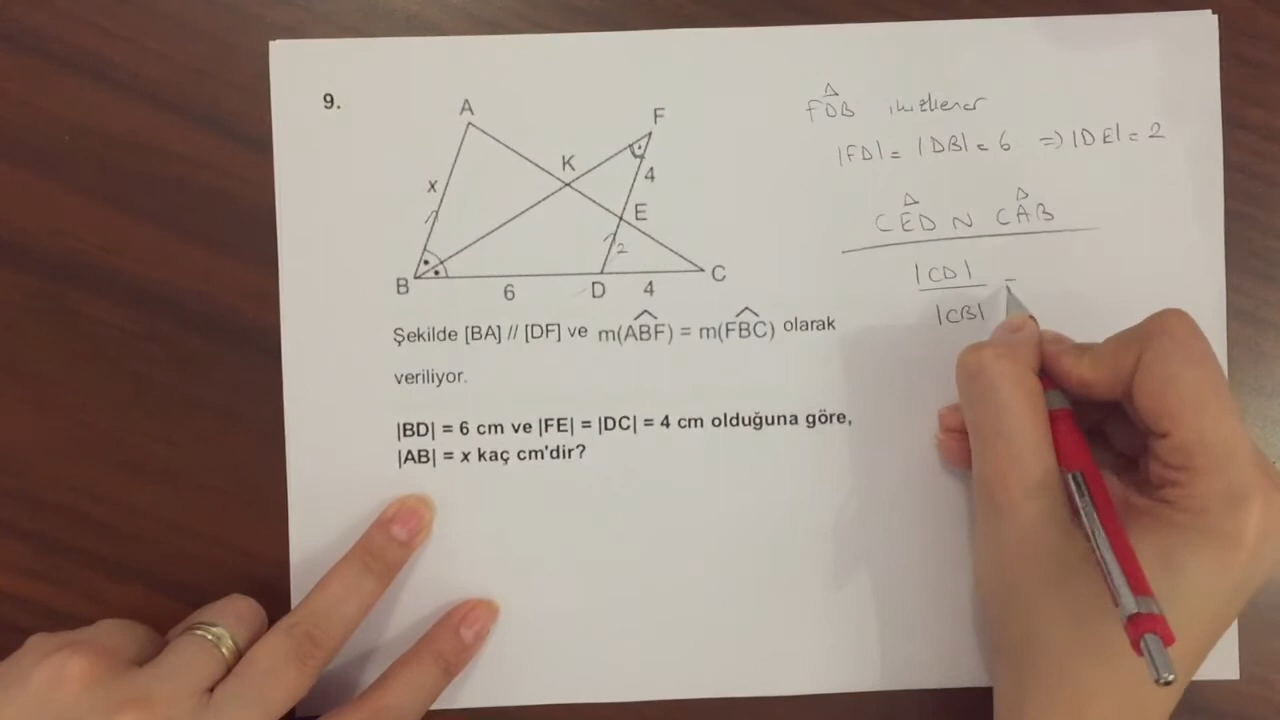 9.
A
F
K
x
4
E
2
B
6
D
4
C
Şekilde [BA] // [DF] ve m(ABF) = m(FBC) olarak
veriliyor.
|BD| = 6 cm ve |FE| = |DC| = 4 cm olduğuna göre,
|AB| = x kaç cm'dir?
FDB ikizkenar
|FD| = |DB| = 6 => |DE| = 2
CED ~ CAB
|CD|
|CB|
=